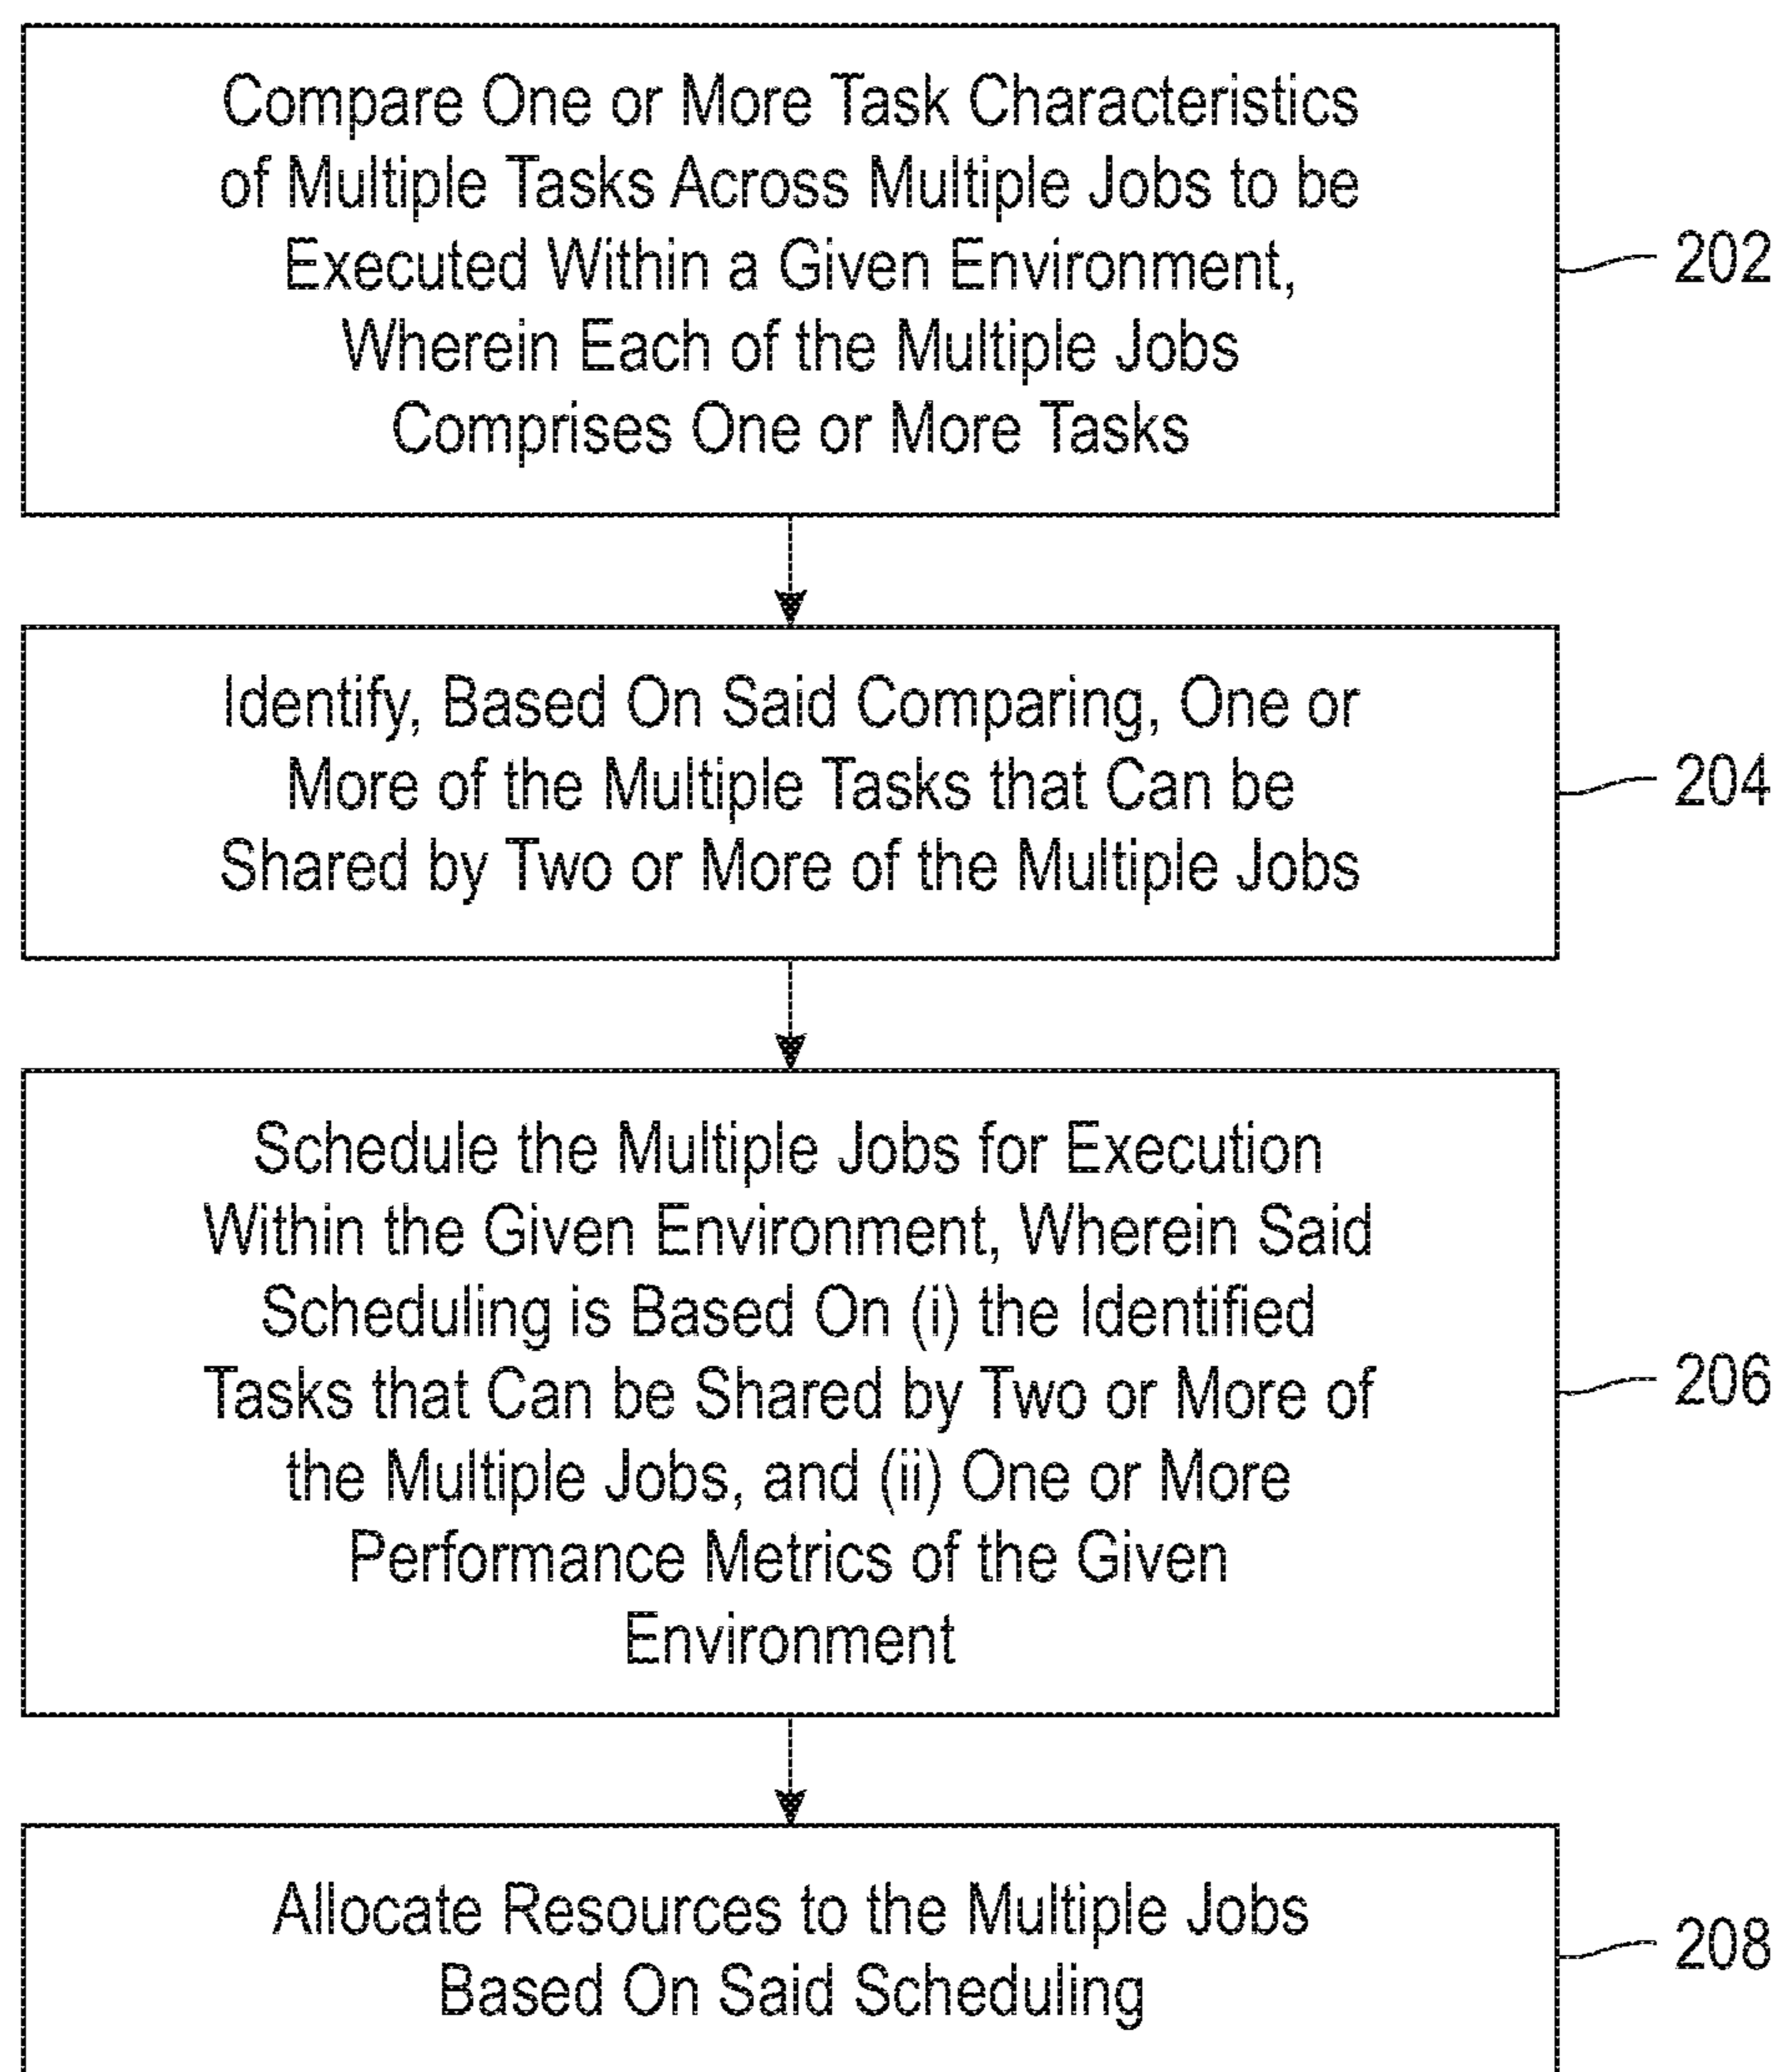 Compare One or More Task Characteristics
of Multiple Tasks Across Multiple Jobs to be
Executed Within a Given Environment,
Wherein Each of the Multiple Jobs
Comprises One or More Tasks
202
Identify, Based On Said Comparing, One or
More of the Multiple Tasks that Can be
Shared by Two or More of the Multiple Jobs
204
Schedule the Multiple Jobs for Execution
Within the Given Environment, Wherein Said
Scheduling is Based On (i) the Identified
Tasks that Can be Shared by Two or More of
the Multiple Jobs, and (ii) One or More
Performance Metrics of the Given
Environment
206
Allocate Resources to the Multiple Jobs
Based On Said Scheduling
208